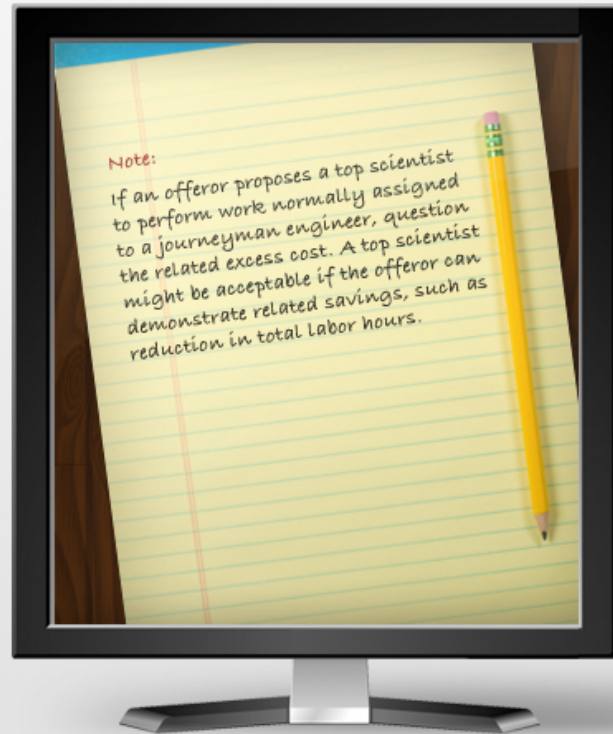 Note:
If an offeror proposes a top scientist
to perform work normally assigned
to a journeyman engineer, question
the related excess cost. A top scientist
might be acceptable if the offeror can
demonstrate related savings, such as
reduction in total labor hours.